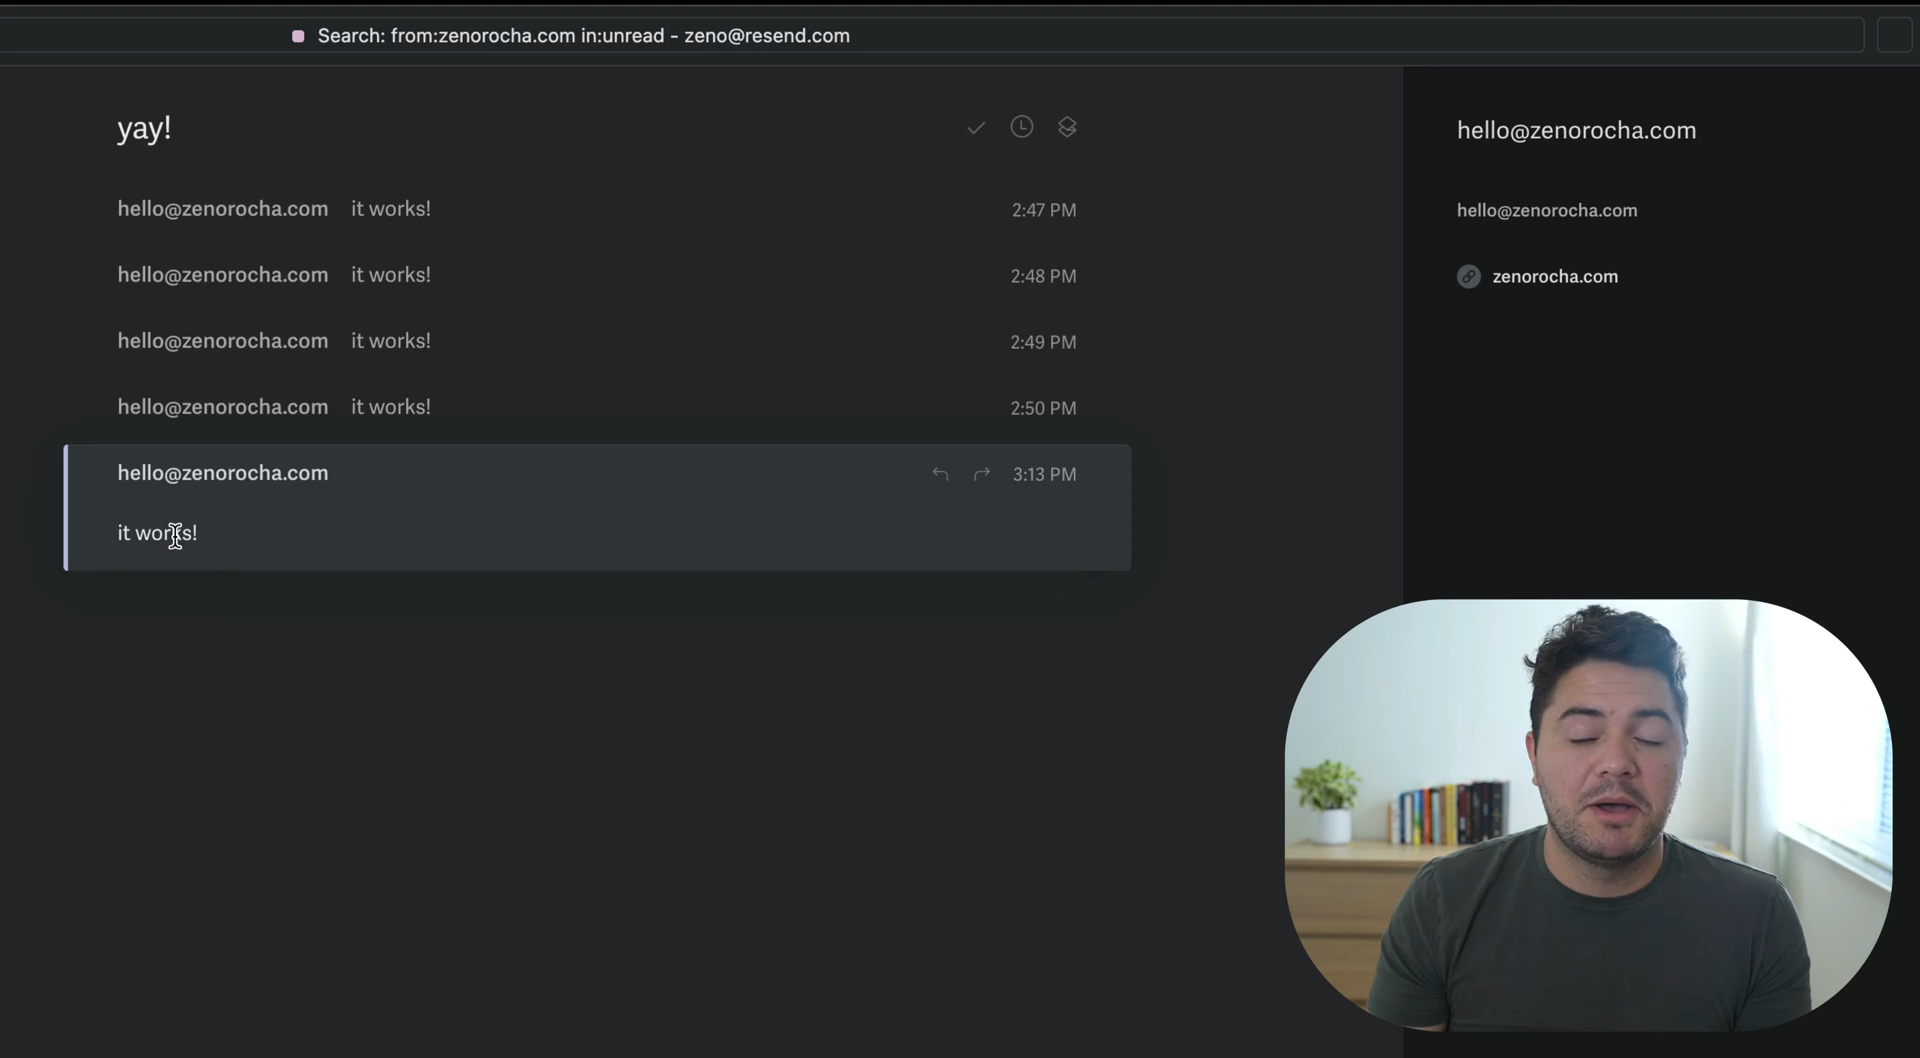 Search: from:zenorocha.com in:unread - zeno@resend.com
yay!
hello@zenorocha.com it works! 2:47 PM
hello@zenorocha.com it works! 2:48 PM
hello@zenorocha.com it works! 2:49 PM
hello@zenorocha.com it works! 2:50 PM
hello@zenorocha.com 3:13 PM
it works!
hello@zenorocha.com
hello@zenorocha.com
zenorocha.com